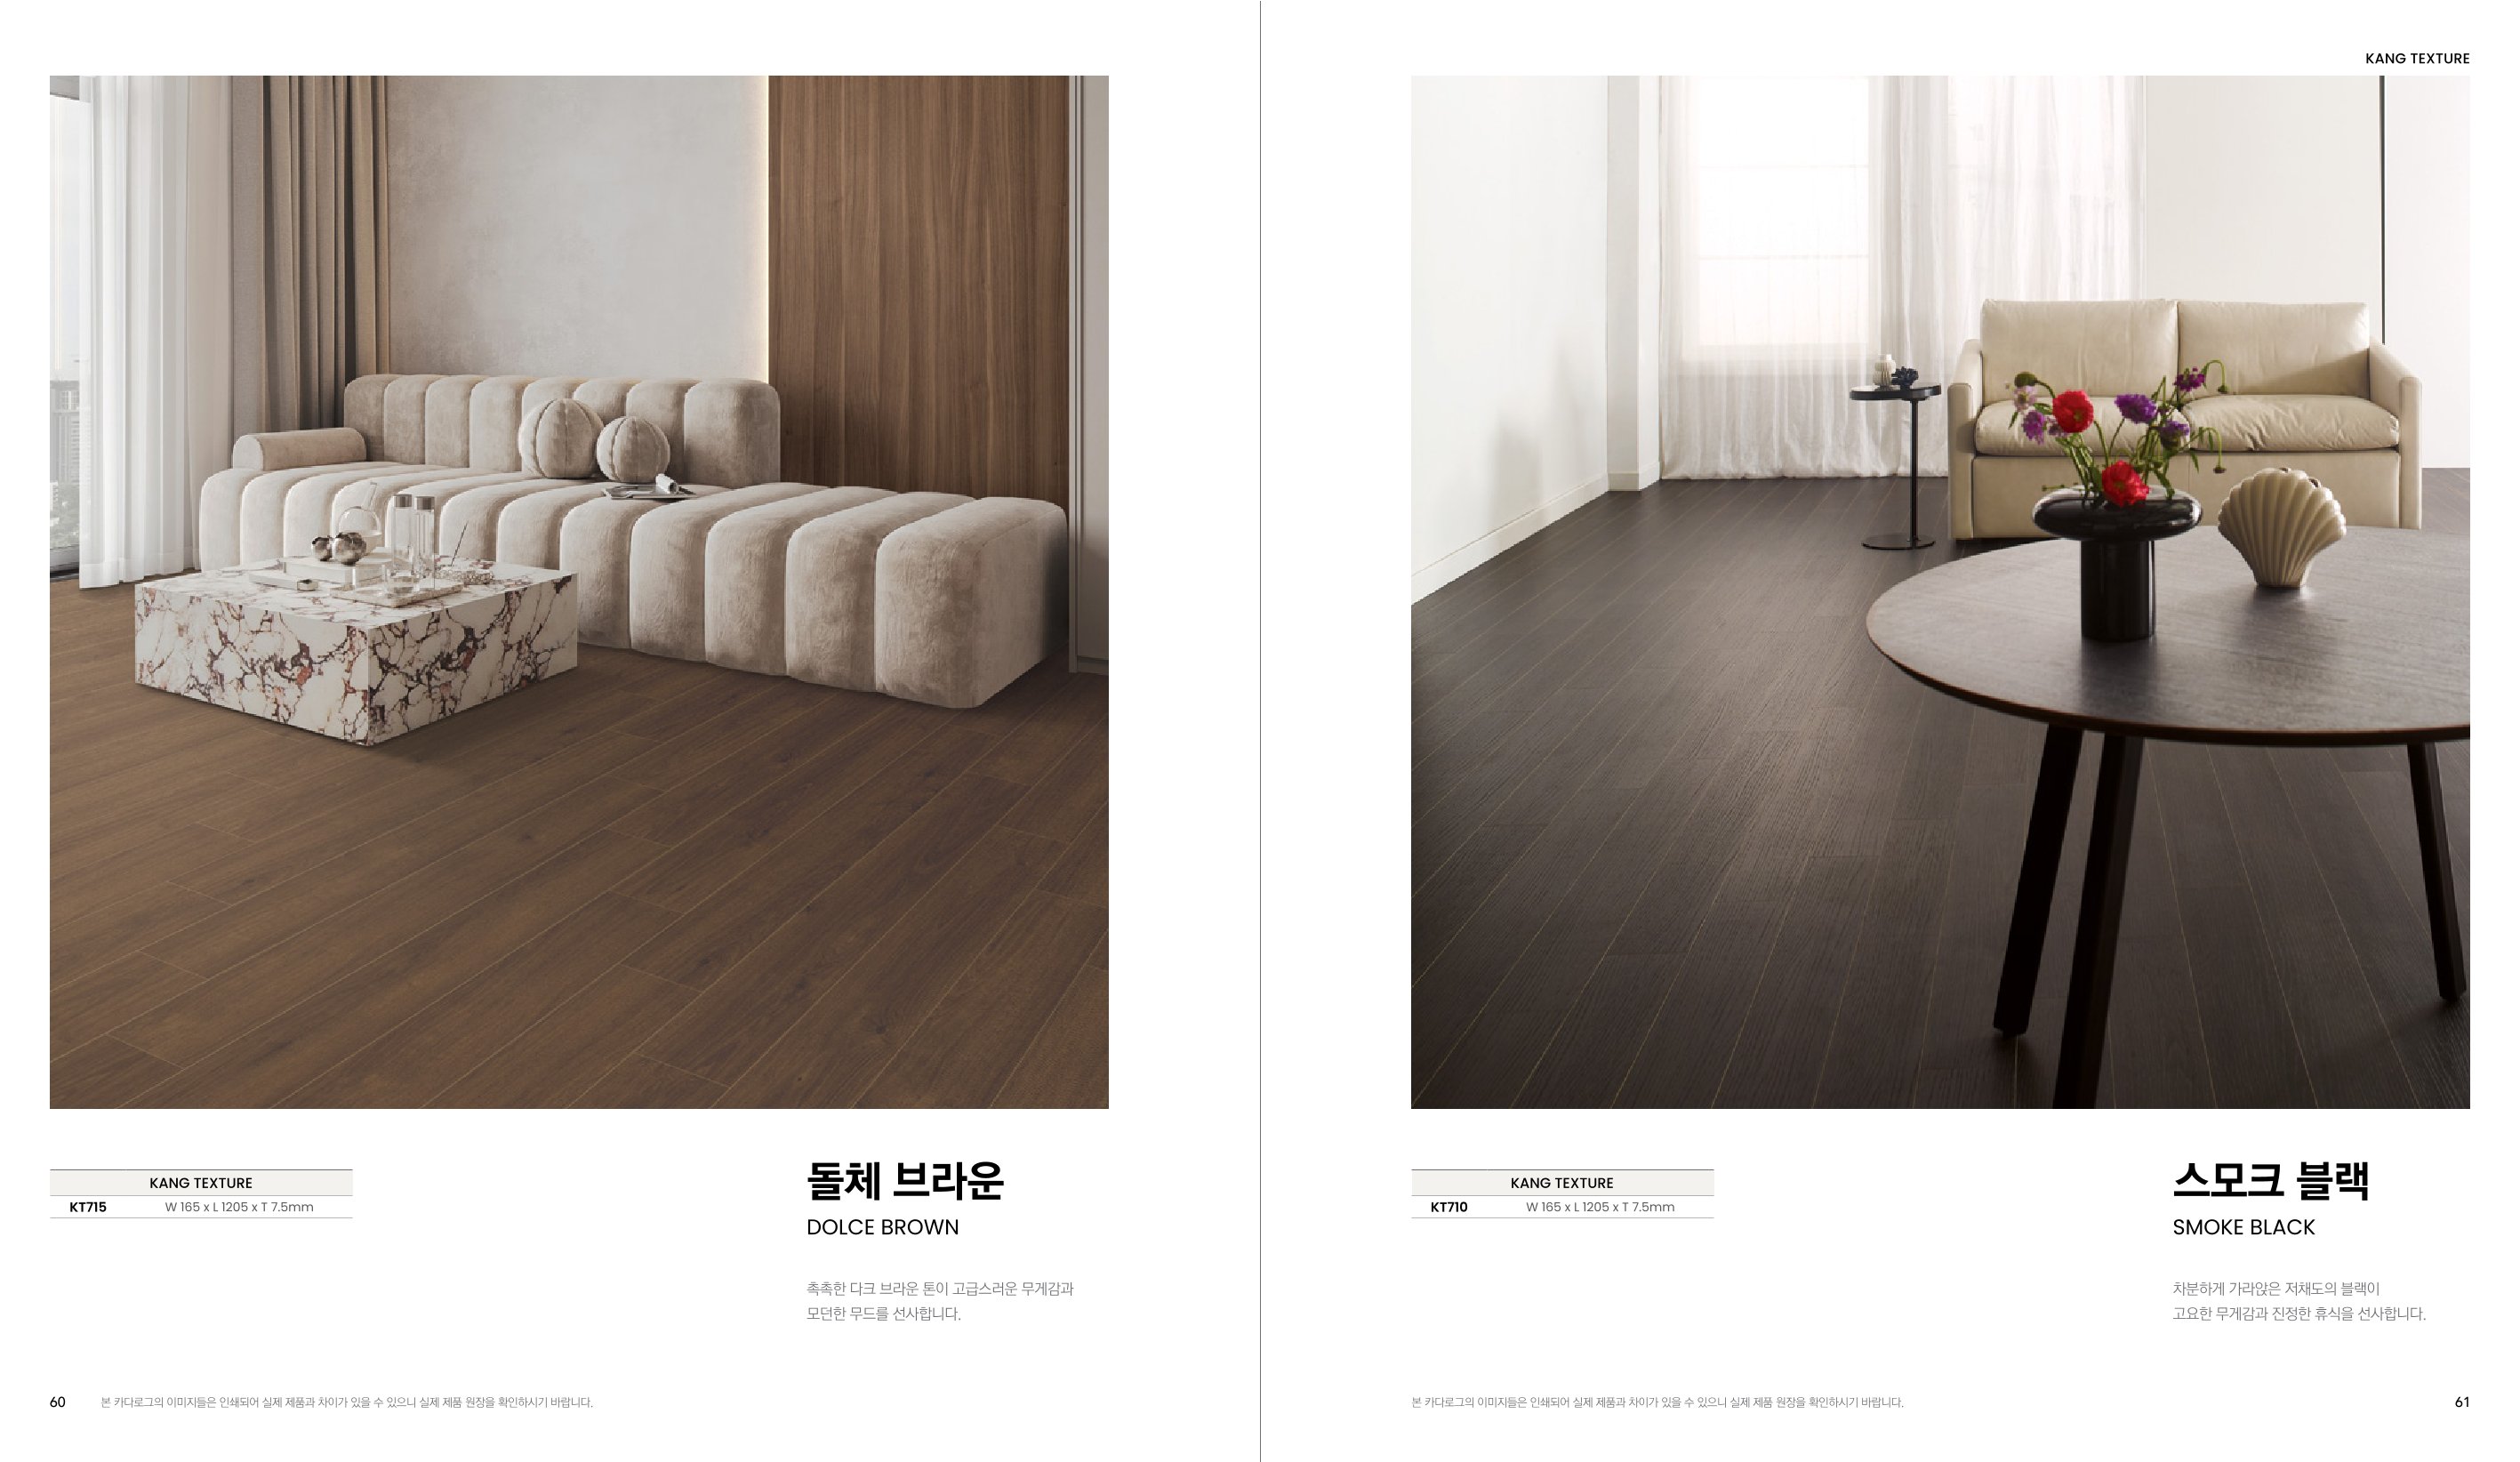 KANG TEXTURE
KANG TEXTURE
KT715 W 165 x L 1205 x T 7.5mm
돌체 브라운
DOLCE BROWN
촉촉한 다크 브라운 톤이 고급스러운 무게감과
모던한 무드를 선사합니다.
60 본 카다로그의 이미지들은 인쇄되어 실제 제품과 차이가 있을 수 있으니 실제 제품 원장을 확인하시기 바랍니다.
KANG TEXTURE
KT710 W 165 x L 1205 x T 7.5mm
스모크 블랙
SMOKE BLACK
차분하게 가라앉은 저채도의 블랙이
고요한 무게감과 진정한 휴식을 선사합니다.
본 카다로그의 이미지들은 인쇄되어 실제 제품과 차이가 있을 수 있으니 실제 제품 원장을 확인하시기 바랍니다. 61